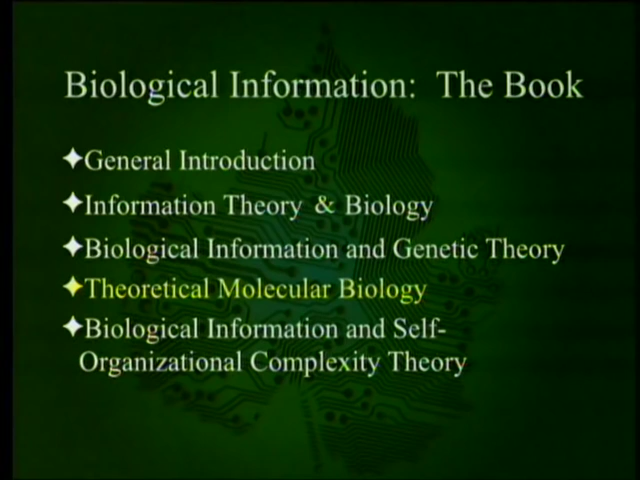 Biological Information: The Book
General Introduction
Information Theory & Biology
Biological Information and Genetic Theory
Theoretical Molecular Biology
Biological Information and Self-
Organizational Complexity Theory